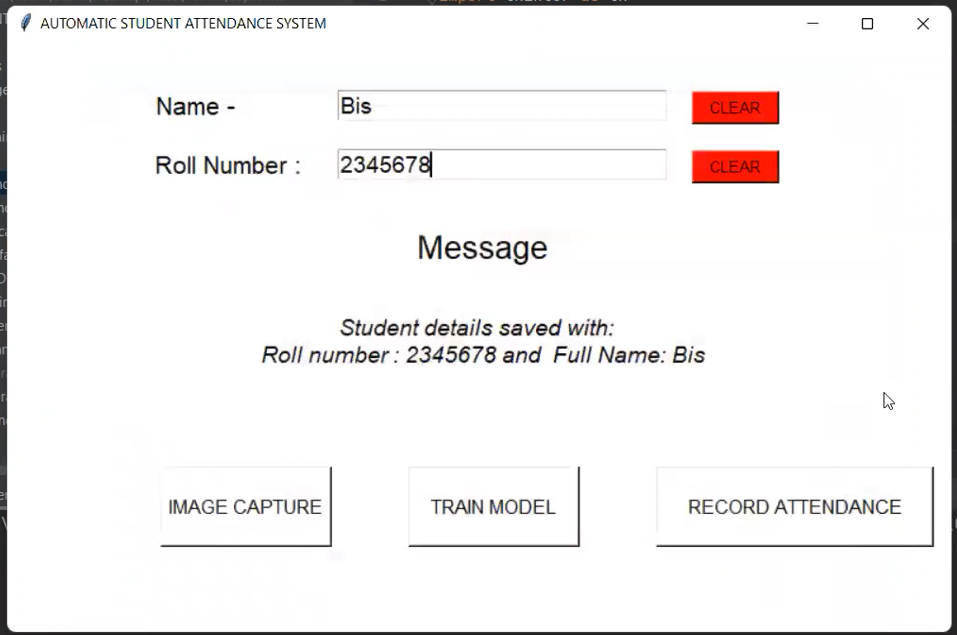 AUTOMATIC STUDENT ATTENDANCE SYSTEM
Name - Bis CLEAR
Roll Number : 2345678 CLEAR
Message
Student details saved with:
Roll number : 2345678 and Full Name: Bis
IMAGE CAPTURE TRAIN MODEL RECORD ATTENDANCE